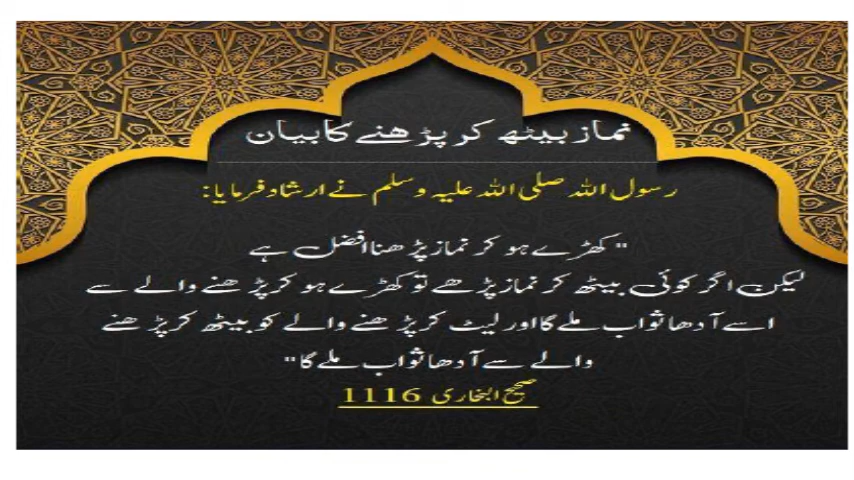 نماز بیٹھ کر پڑھنے کا بیان
رسول اللہ صلی اللہ علیہ وسلم نے ارشاد فرمایا:
"کھڑے ہو کر نماز پڑھنا افضل ہے
لیکن اگر کوئی بیٹھ کر نماز پڑھے تو کھڑے ہو کر پڑھنے والے سے
اسے آدھا ثواب ملے گا اور لیٹ کر پڑھنے والے کو بیٹھ کر پڑھنے
والے سے آدھا ثواب ملے گا"
صحیح البخاری 1116